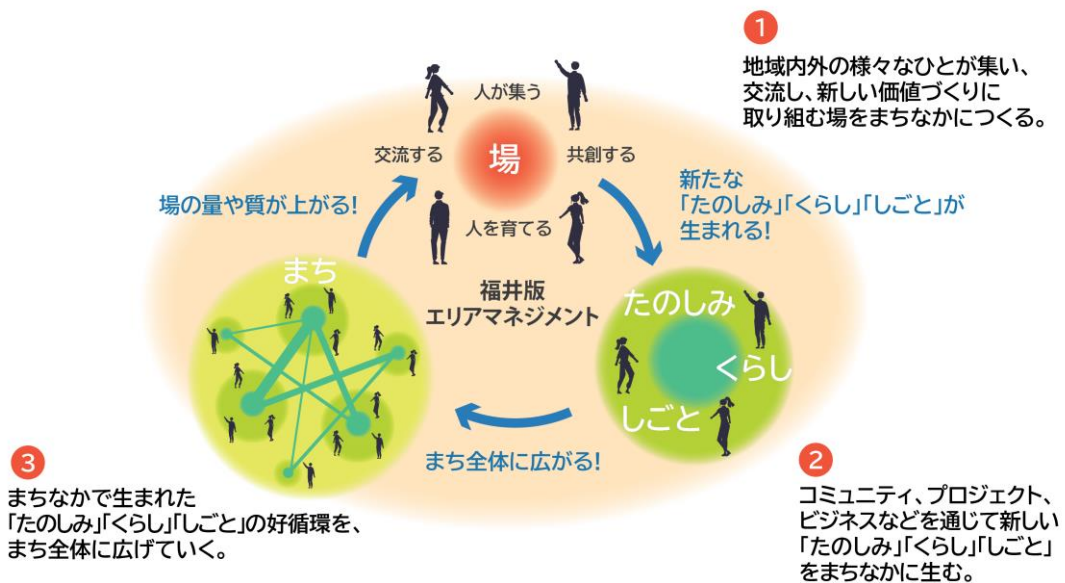 1
地域内外の様々なひとが集い、
交流し、新しい価値づくりに
取り組む場をまちなかにつくる。
人が集う
交流する
場
共創する
人を育てる
新たな
「たのしみ」「くらし」「しごと」が
生まれる!
場の量や質が上がる!
福井版
エリアマネジメント
まち
たのしみ
くらし
しごと
まち全体に広がる!
2
コミュニティ、プロジェクト、
ビジネスなどを通じて新しい
「たのしみ」「くらし」「しごと」
をまちなかに生む。
3
まちなかで生まれた
「たのしみ」「くらし」「しごと」の好循環を、
まち全体に広げていく。